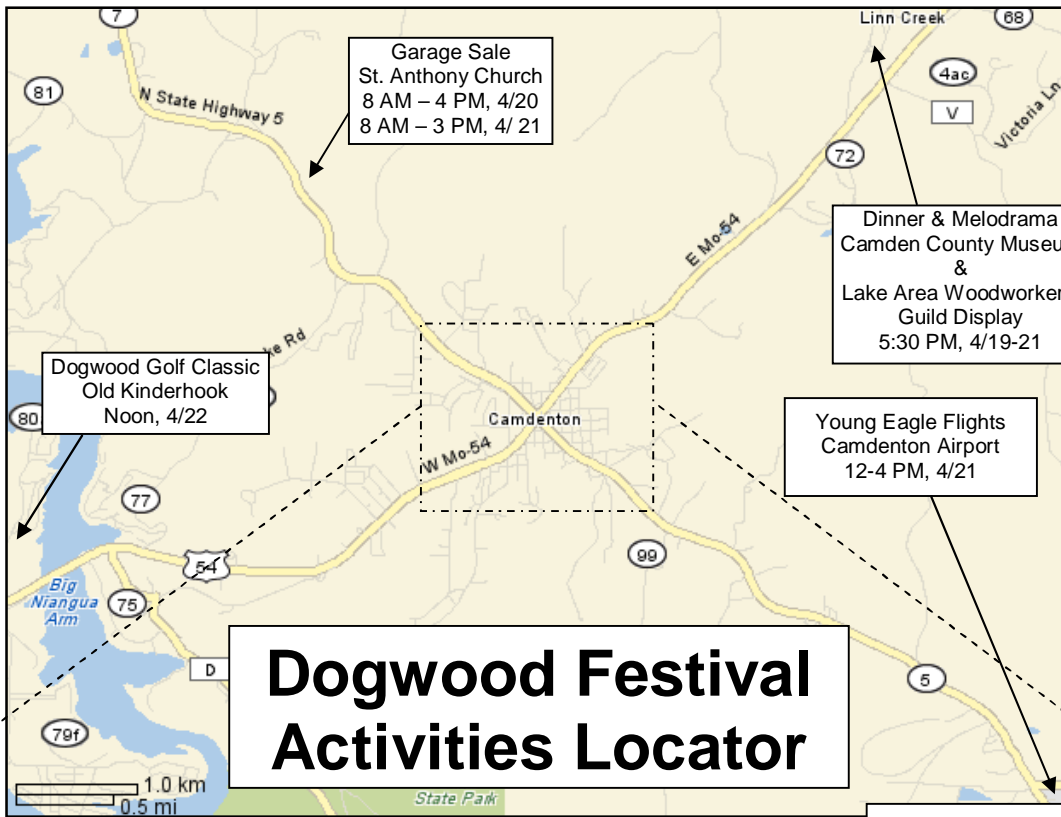 7
Linn Creek
68
Garage Sale
St. Anthony Church
8 AM – 4 PM, 4/20
8 AM – 3 PM, 4/ 21
81
N State Highway 5
4ac
V
Victoria Ln
72
E Mo-54
Dinner & Melodrama
Camden County
&
Lake Area
Guild Display
5:30 PM, 4/19-21
Rd
Dogwood Golf Classic
Old Kinderhook
Noon, 4/22
80
Camdenton
Young Eagle Flights
Camdenton Airport
12-4 PM, 4/21
W Mo-54
77
54
99
Big
Niangua
Arm
75
D
Dogwood Festival
Activities Locator
5
79f
1.0 km
0.5 mi
State Park